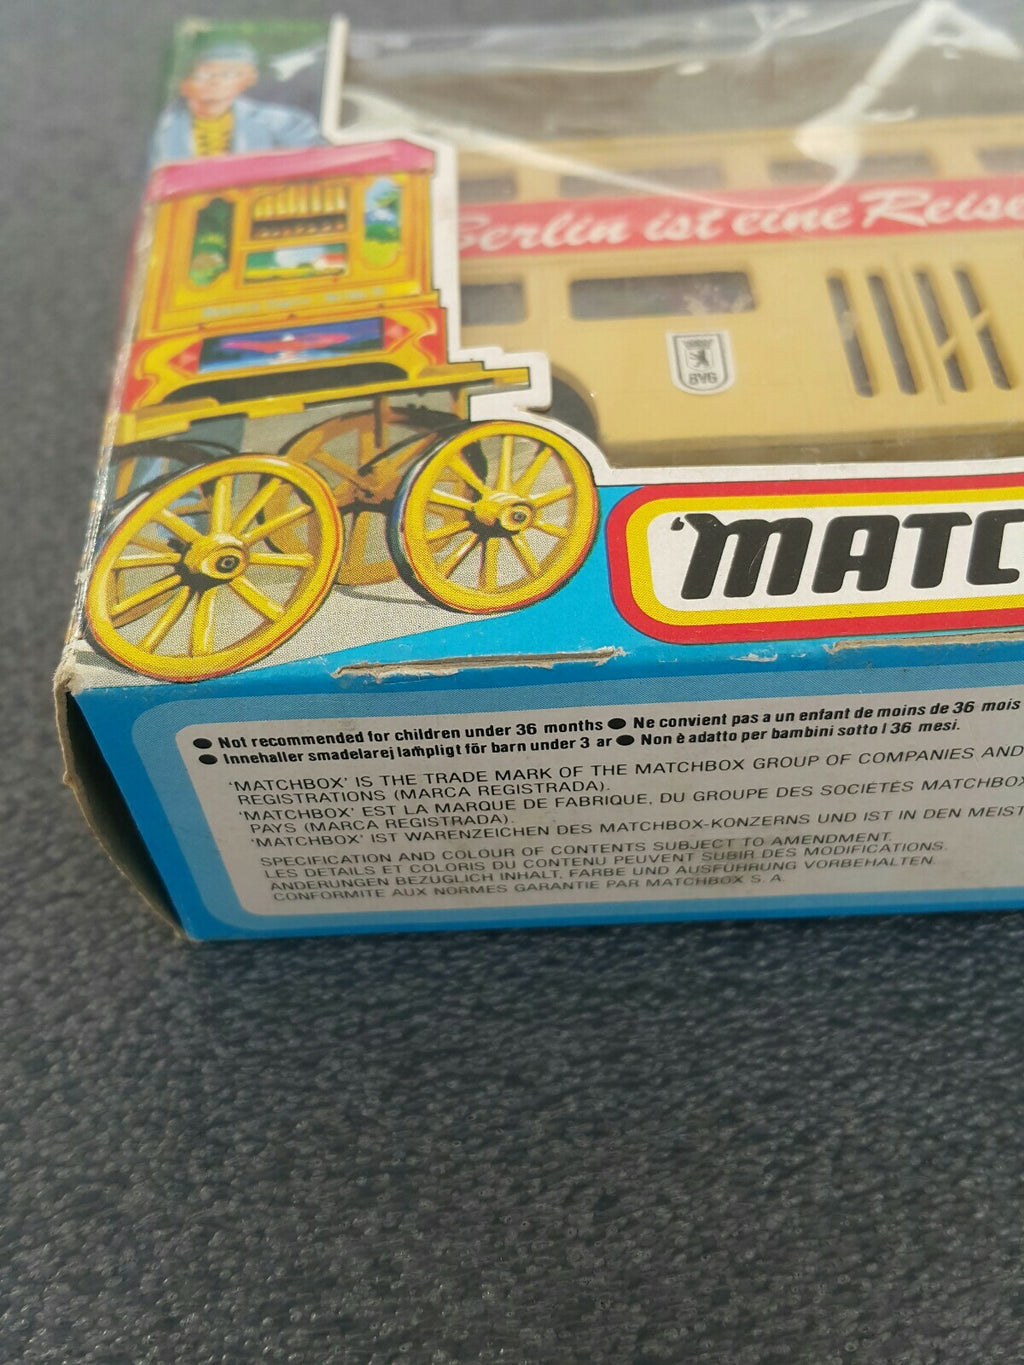 Berlin ist eine Reise
BVG
'MATC
● Not recommended for children under 36 months ● Ne convient pas a un enfant de moins de 36 mois
● Innehaller smadelarej lampligt för barn under 3 ar ● Non è adatto per bambini sotto I 36 mesi.
'MATCHBOX' IS THE TRADE MARK OF THE MATCHBOX GROUP OF COMPANIES AND
REGISTRATIONS (MARCA REGISTRADA).
'MATCHBOX' EST LA MARQUE DE FABRIQUE, DU GROUPE DES SOCIÉTÉS MATCHBOX
PAYS (MARCA REGISTRADA).
'MATCHBOX' IST WARENZEICHEN DES MATCHBOX-KONZERNS UND IST IN DEN MEIST
SPECIFICATION AND COLOUR OF CONTENTS SUBJECT TO AMENDMENT.
LES DETAILS ET COLORIS DU CONTENU PEUVENT SUBIR DES MODIFICATIONS.
ANDERUNGEN BEZUGLICH INHALT, FARBE UND AUSFUHRUNG VORBEHALTEN.
CONFORMITE AUX NORMES GARANTIE PAR MATCHBOX S.A.